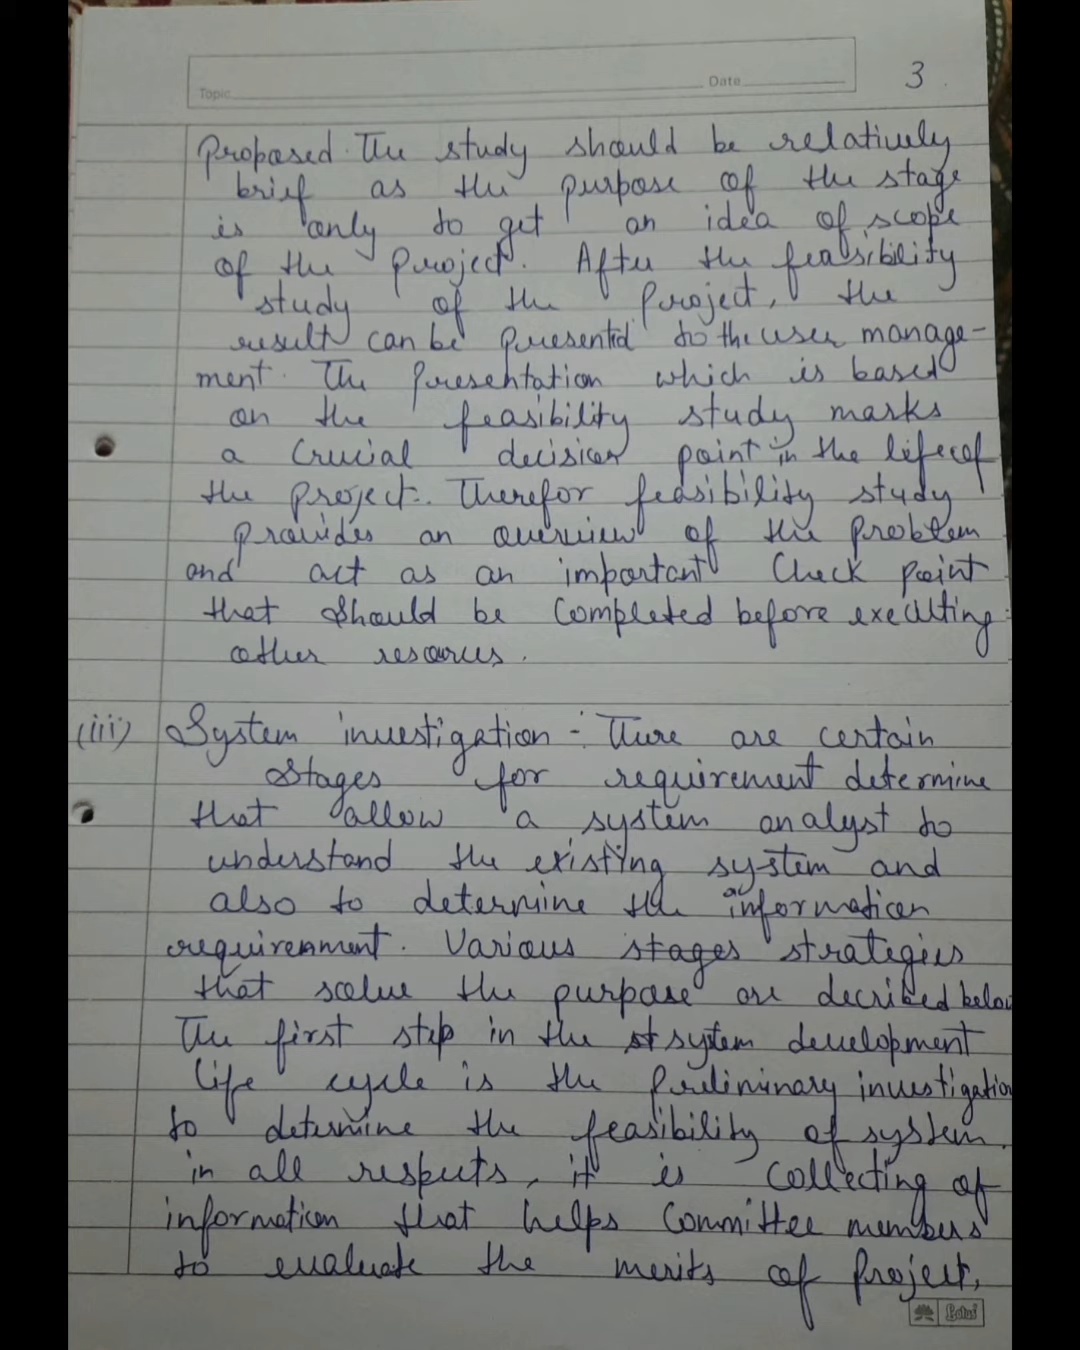 Topic Date 3
proposed. The study should be relatively
brief as the purpose of the stage
is only to get an idea of scope
of the project. After the feasibility
study of the project, the
result can be presented to the user manage-
ment. The presentation which is based
on the feasibility study marks
a crucial decision point in the life of
the project. Therefor feasibility study
provides an overview of the problem
and act as an important Check point
that should be Completed before executing
other resources.
(iii) System investigation :- There are certain
stages for requirement determine
that allow a system analyst to
understand the existing system and
also to determine the information
requirement. Various stages strategies
that solve the purpose are decribed below
The first step in the st system development
life cycle is the preliminary investigation
to determine the feasibility of system.
in all respects, it is Collecting of
information that helps Committee members
to evaluate the merits of project,
Lotus